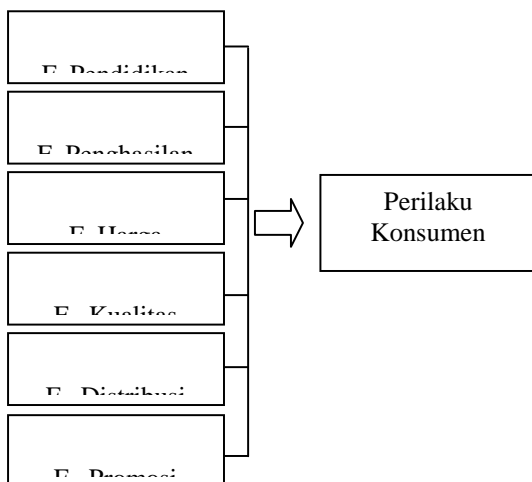 F. Pendidikan
F. Penghasilan
F. Harga
F. Kualitas
F. Distribusi
F. Promosi
Perilaku
Konsumen